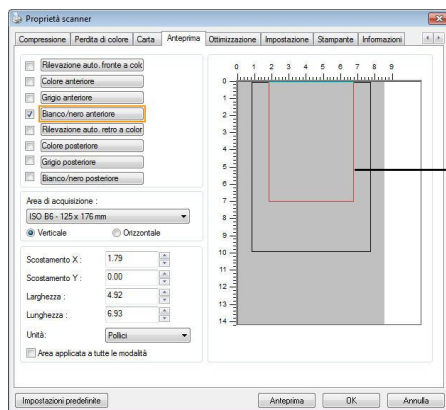 Proprietà scanner
Compressione Perdita di colore Carta Anteprima Ottimizzazione Impostazione Stampante Informazioni
Rilevazione auto. fronte a colo
Colore anteriore
Grigio anteriore
Bianco/nero anteriore
Rilevazione auto. retro a color
Colore posteriore
Grigio posteriore
Bianco/nero posteriore
Area di acquisizione :
ISO B6 - 125 x 176 mm
Verticale Orizzontale
Scostamento X : 1.79
Scostamento Y : 0.00
Larghezza : 4.92
Lunghezza : 6.93
Unità: Pollici
Area applicata a tutte le modalità
0 1 2 3 4 5 6 7 8 9
0
1
2
3
4
5
6
7
8
9
10
11
12
13
14
Impostazioni predefinite Anteprima OK Annulla